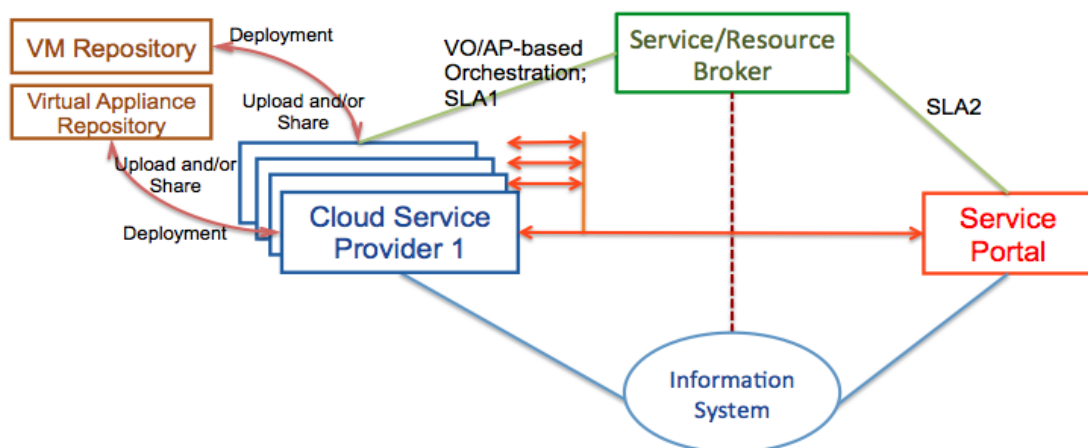 VM Repository
Deployment
Virtual Appliance
Repository
Upload and/or
Share
Upload and/or
Share
Deployment
VO/AP-based
Orchestration;
SLA1
Service/Resource
Broker
SLA2
Cloud Service
Provider 1
Service
Portal
Information
System